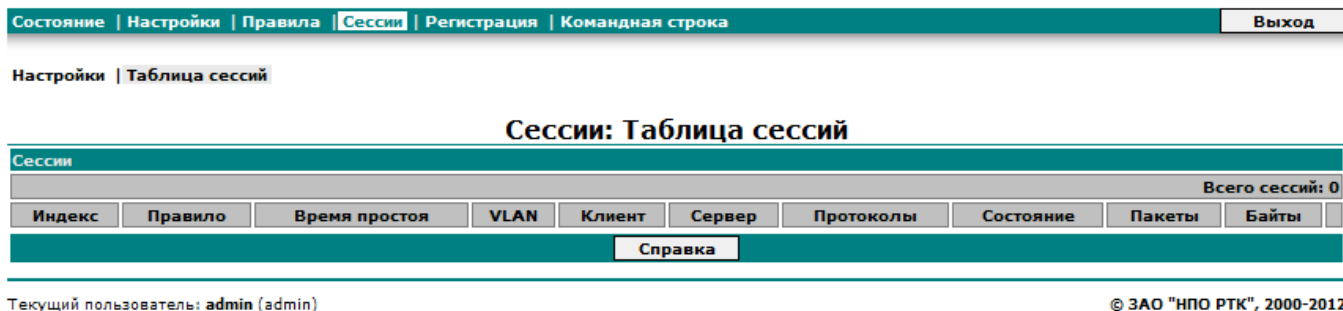 Состояние | Настройки | Правила | Сессии | Регистрация | Командная строка Выход
Настройки | Таблица сессий
Сессии: Таблица сессий
Сессии
Всего сессий: 0
Индекс Правило Время простоя VLAN Клиент Сервер Протоколы Состояние Пакеты Байты
Справка
Текущий пользователь: admin (admin) © ЗАО "НПО РТК", 2000-2012